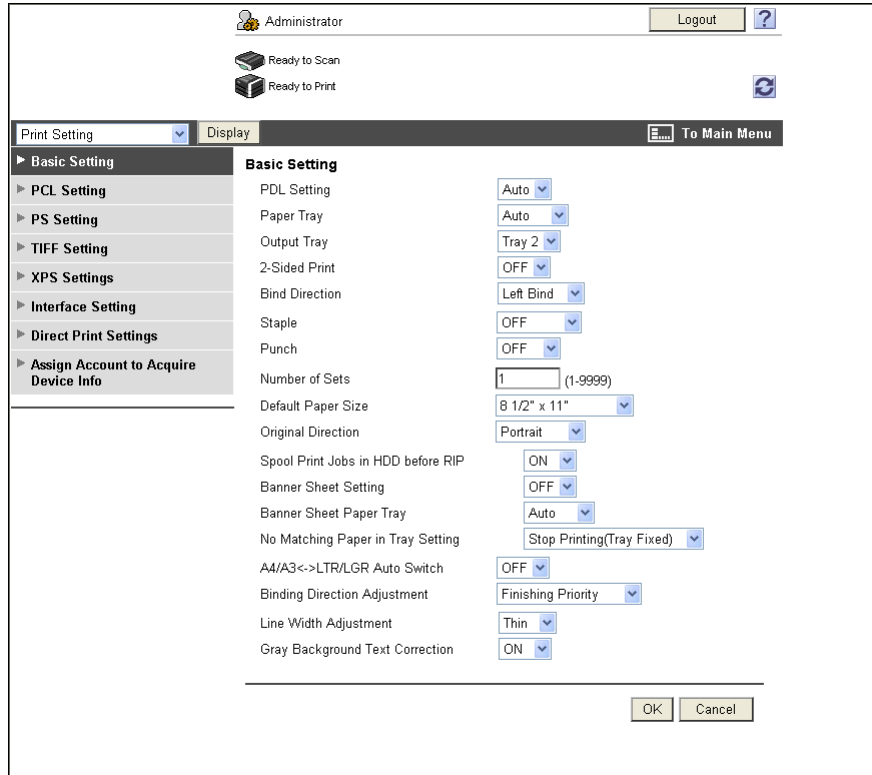 Administrator
Logout
?
Ready to Scan
Ready to Print
Print Setting
Display
To Main Menu
Basic Setting
PCL Setting
PS Setting
TIFF Setting
XPS Settings
Interface Setting
Direct Print Settings
Assign Account to Acquire
Device Info
Basic Setting
PDL Setting Auto
Paper Tray Auto
Output Tray Tray 2
2-Sided Print OFF
Bind Direction Left Bind
Staple OFF
Punch OFF
Number of Sets 1 (1-9999)
Default Paper Size 8 1/2" x 11"
Original Direction Portrait
Spool Print Jobs in HDD before RIP ON
Banner Sheet Setting OFF
Banner Sheet Paper Tray Auto
No Matching Paper in Tray Setting Stop Printing(Tray Fixed)
A4/A3<->LTR/LGR Auto Switch OFF
Binding Direction Adjustment Finishing Priority
Line Width Adjustment Thin
Gray Background Text Correction ON
OK Cancel